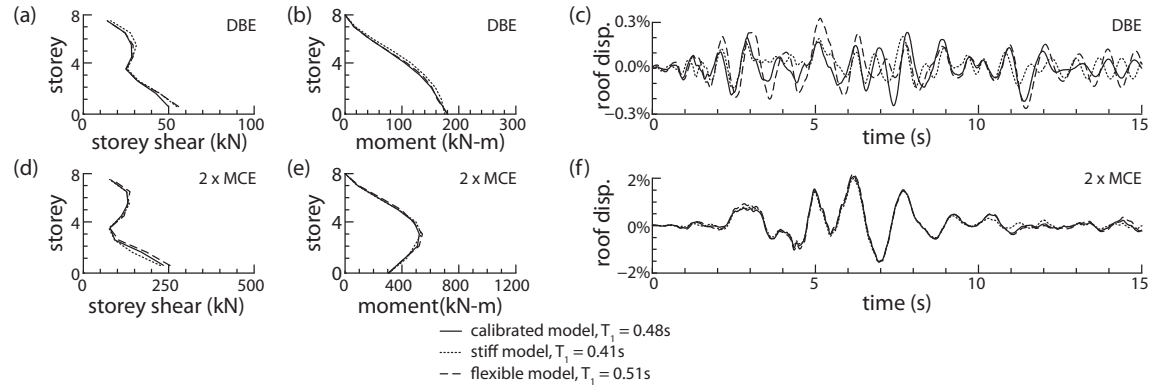 (a)
DBE
8
4
0
storey
0
50
100
storey shear (kN)
(b)
DBE
8
4
0
storey
0
100
200
300
moment (kN-m)
(c)
DBE
0.3%
0.0%
−0.3%
roof disp.
0
5
10
15
time (s)
(d)
2 x MCE
8
4
0
storey
0
250
500
storey shear (kN)
(e)
2 x MCE
8
4
0
storey
0
400
800
1200
moment(kN-m)
(f)
2 x MCE
2%
0%
−2%
roof disp.
0
5
10
15
time (s)
calibrated model, T1 = 0.48s
stiff model, T1 = 0.41s
flexible model, T1 = 0.51s